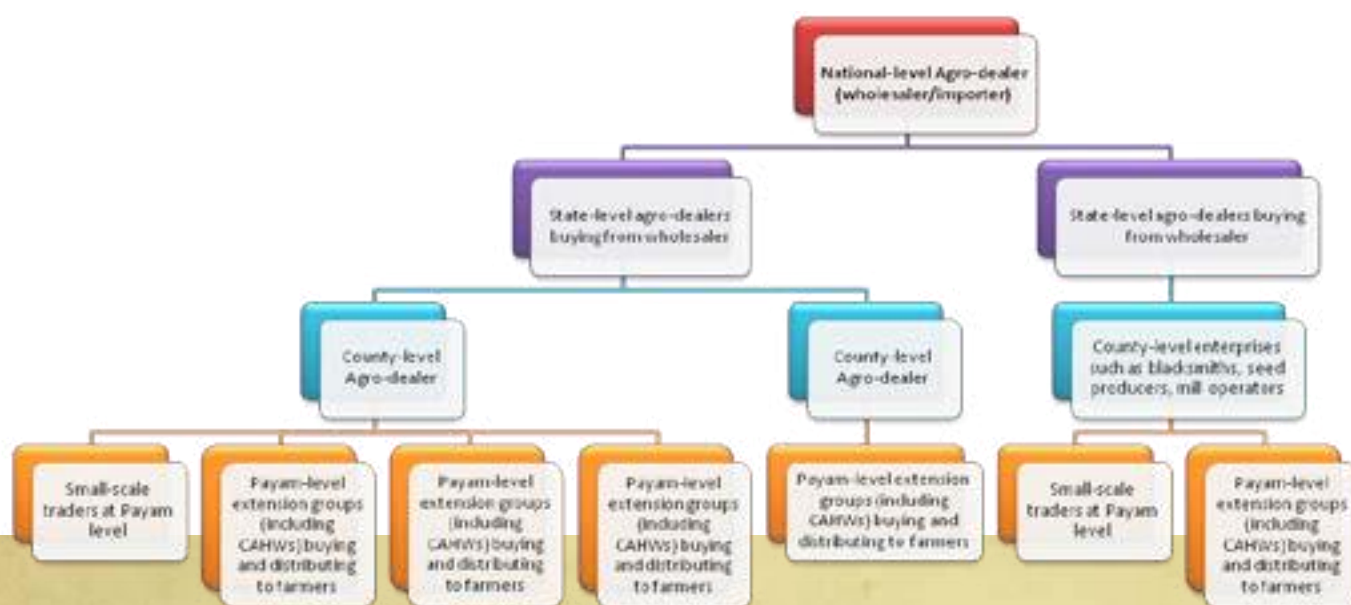 National-level Agro-dealer
(wholesaler/importer)
State-level agro-dealers
buying from wholesaler
State-level agro-dealers buying
from wholesaler
County-level
Agro-dealer
County-level
Agro-dealer
County-level enterprises
such as blacksmiths, seed
producers, mill operators
Small-scale
traders at Payam
level
Payam-level
extension groups
(including
CAHWs) buying
and distributing
to farmers
Payam-level
extension groups
(including
CAHWs) buying
and distributing
to farmers
Payam-level
extension groups
(including
CAHWs) buying
and distributing
to farmers
Payam-level extension
groups (including
CAHWs) buying and
distributing to farmers
Small-scale
traders at Payam
level
Payam-level
extension groups
(including
CAHWs) buying
and distributing
to farmers